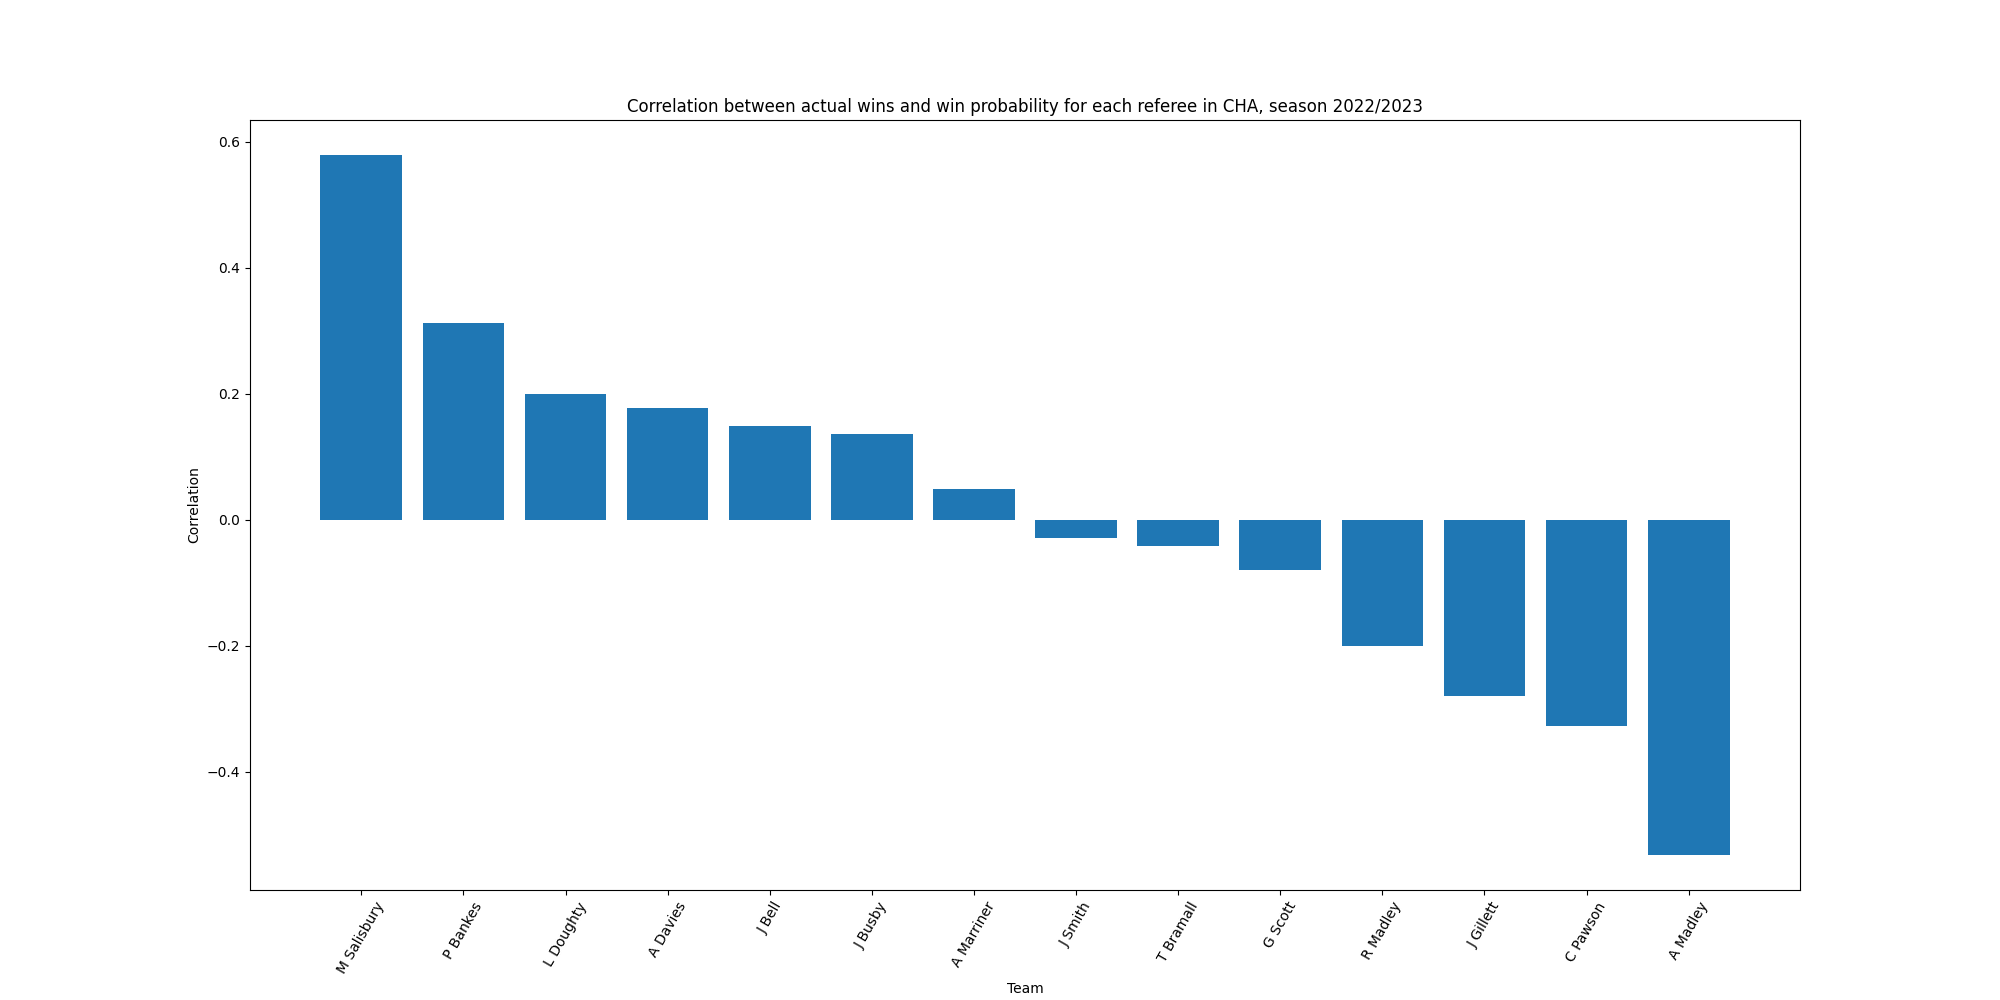 Correlation between actual wins and win probability for each referee in CHA, season 2022/2023
0.6
0.4
0.2
0.0
−0.2
−0.4
Correlation
M Salisbury
P Bankes
L Doughty
A Davies
J Bell
J Busby
A Marriner
J Smith
T Bramall
G Scott
R Madley
J Gillett
C Pawson
A Madley
Team